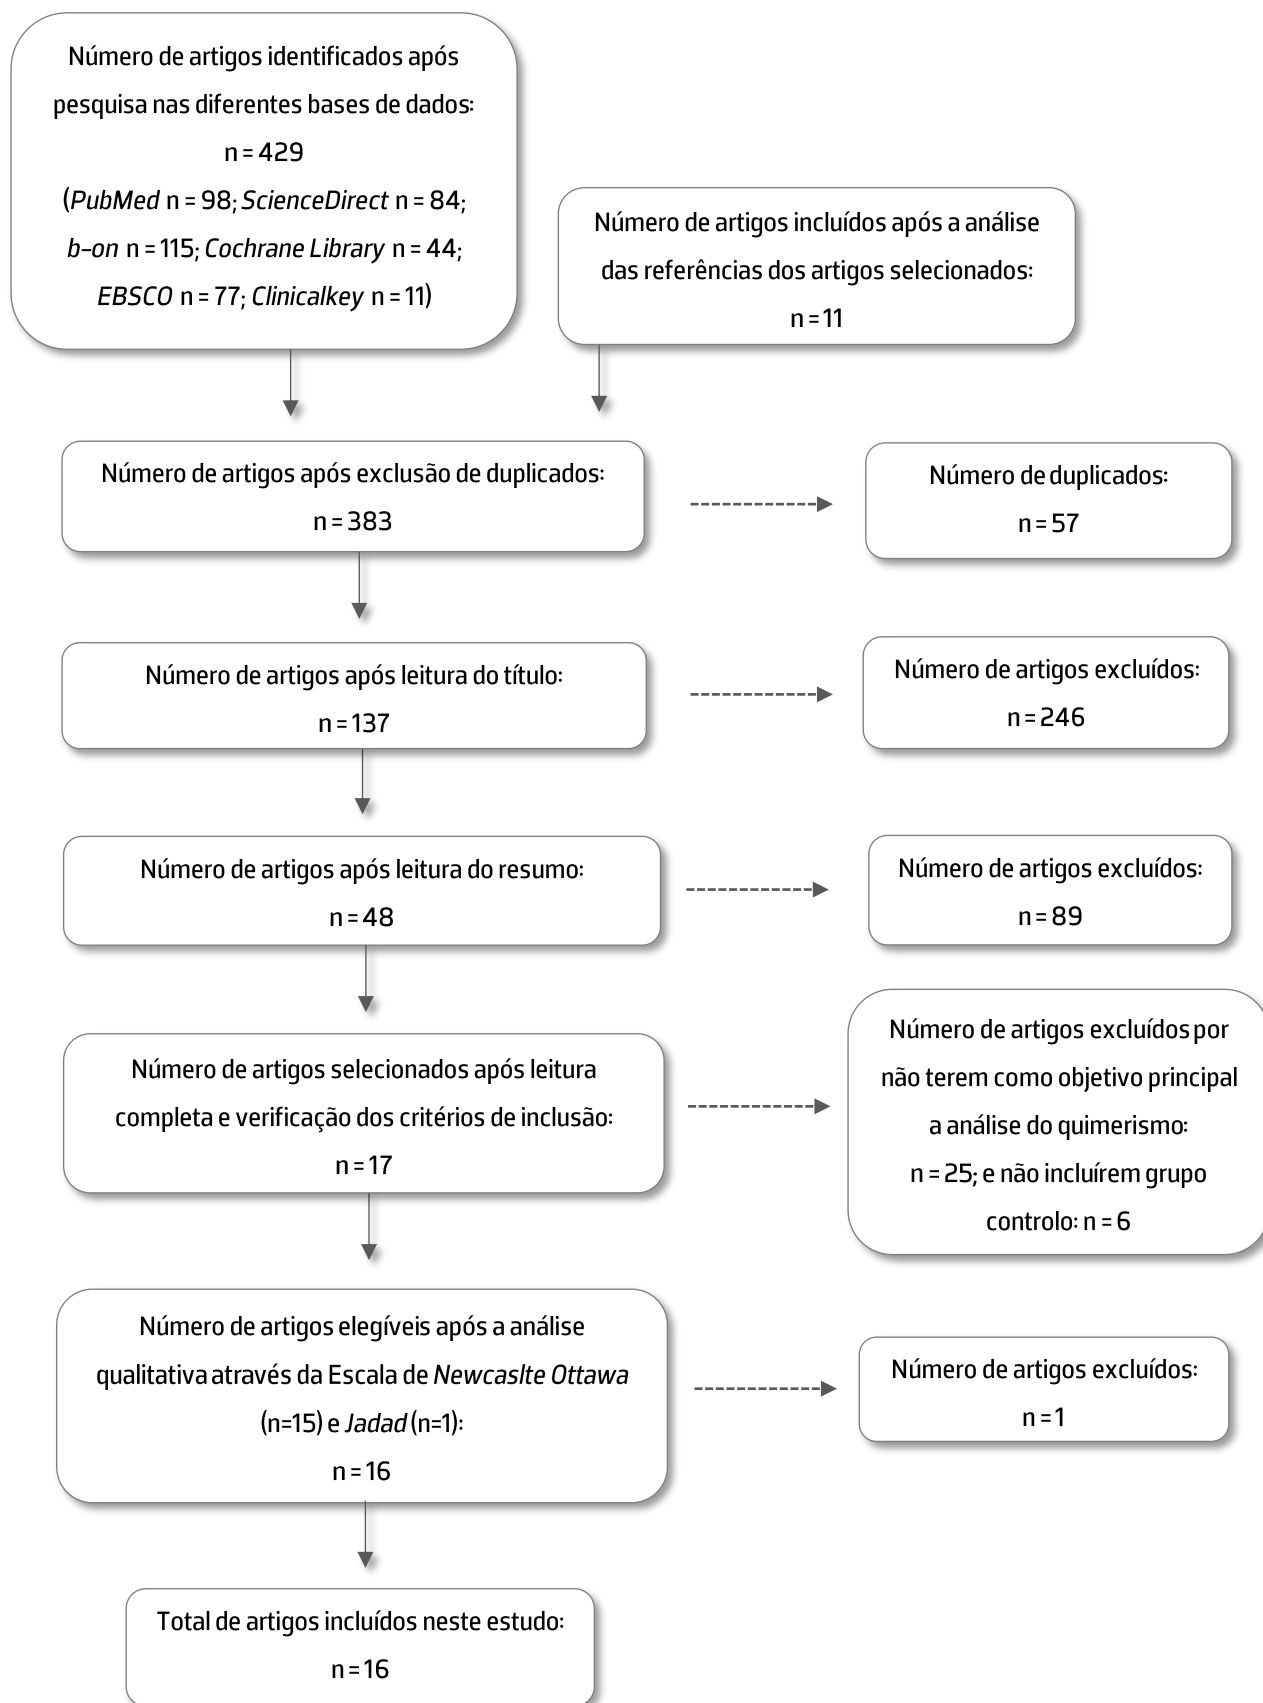 Número de artigos identificados após
pesquisa nas diferentes bases de dados:
n = 429
(PubMed n = 98; ScienceDirect n = 84;
b-on n = 115; Cochrane Library n = 44;
EBSCO n = 77; Clinicalkey n = 11)
Número de artigos incluídos após a análise
das referências dos artigos selecionados:
n = 11
Número de artigos após exclusão de duplicados:
n = 383
Número de duplicados:
n = 57
Número de artigos após leitura do título:
n = 137
Número de artigos excluídos:
n = 246
Número de artigos após leitura do resumo:
n = 48
Número de artigos excluídos:
n = 89
Número de artigos selecionados após leitura
completa e verificação dos critérios de inclusão:
n = 17
Número de artigos excluídos por
não terem como objetivo principal
a análise do quimerismo:
n = 25; e não incluírem grupo
controlo: n = 6
Número de artigos elegíveis após a análise
qualitativa através da Escala de Newcaslte Ottawa
(n=15) e Jadad (n=1):
n = 16
Número de artigos excluídos:
n = 1
Total de artigos incluídos neste estudo:
n = 16